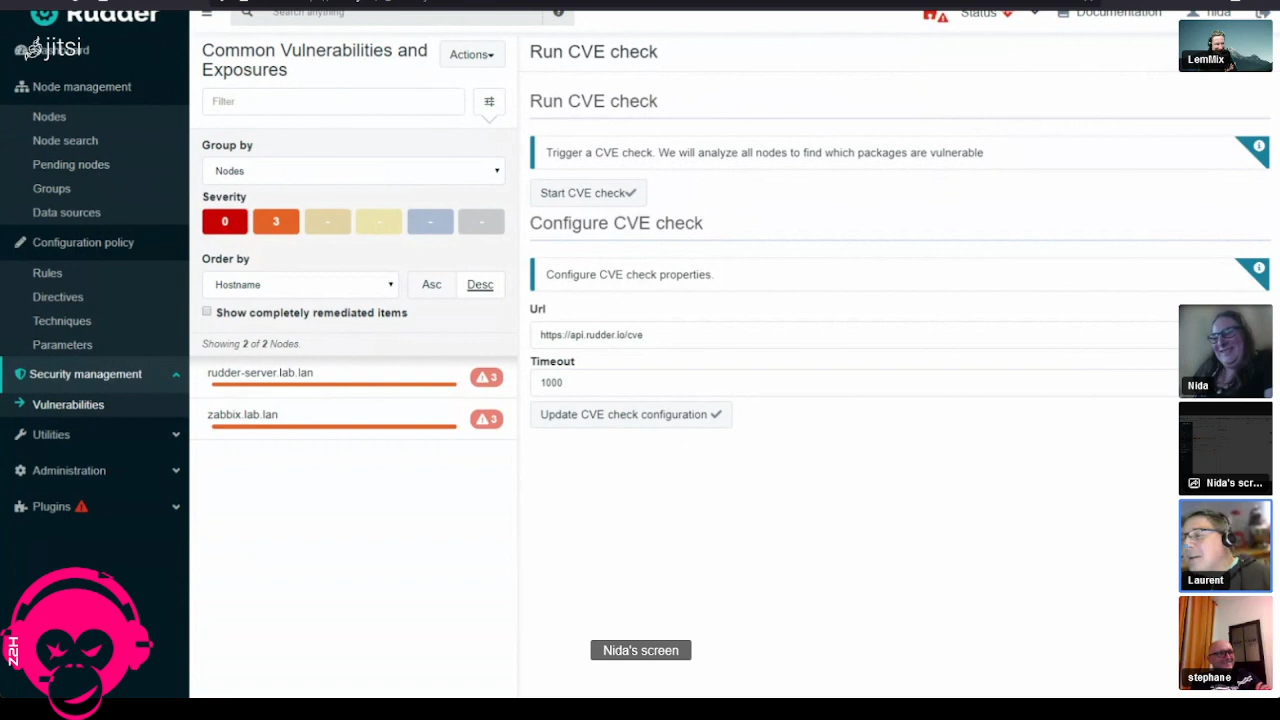 Rudder
Search anything
Status
Documentation
nida
jitsi
Node management
Nodes
Node search
Pending nodes
Groups
Data sources
Configuration policy
Rules
Directives
Techniques
Parameters
Security management
Vulnerabilities
Utilities
Administration
Plugins
Common Vulnerabilities and
Exposures
Actions
Filter
Group by
Nodes
Severity
0 3 - - - -
Order by
Hostname Asc Desc
Show completely remediated items
Showing 2 of 2 Nodes.
rudder-server.lab.lan 3
zabbix.lab.lan 3
Run CVE check
Run CVE check
Trigger a CVE check. We will analyze all nodes to find which packages are vulnerable
Start CVE check
Configure CVE check
Configure CVE check properties.
Url
https://api.rudder.io/cve
Timeout
1000
Update CVE check configuration
LemMix
Nida
Nida's scr...
Laurent
stephane
Nida's screen
Z2H